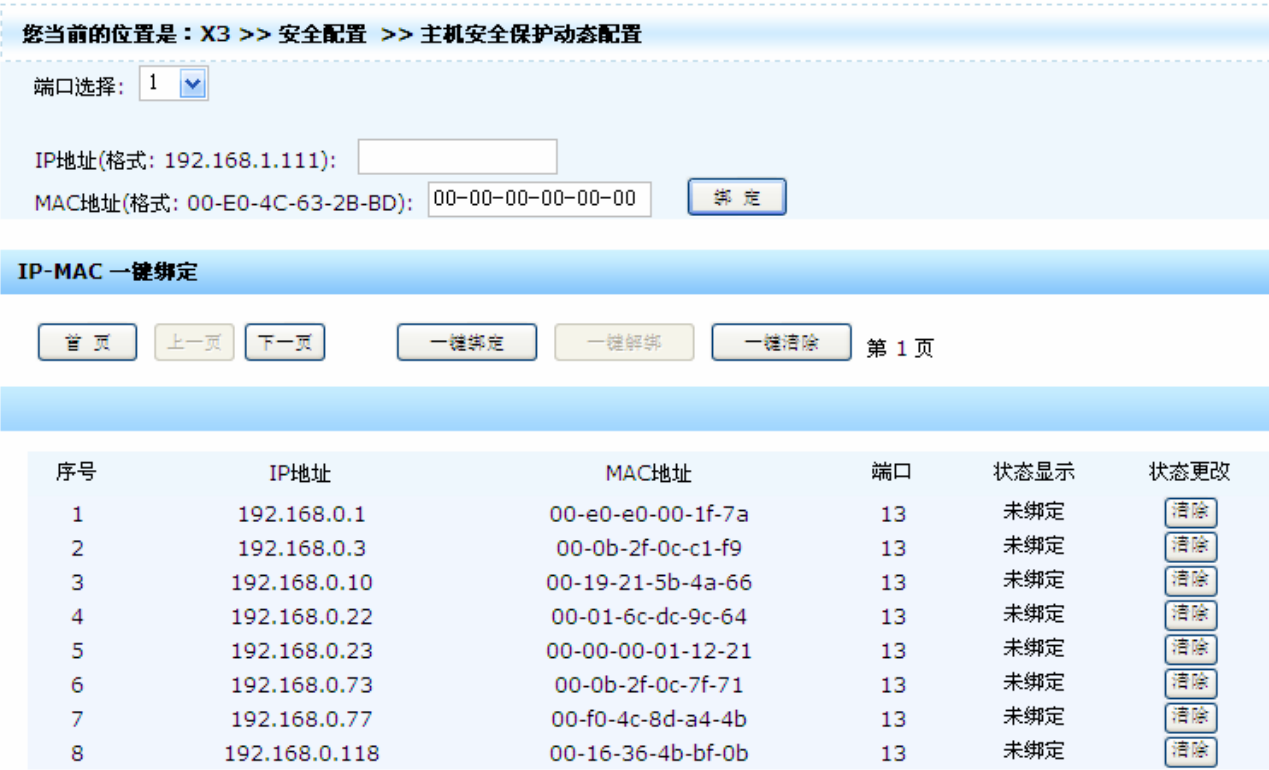 您当前的位置是：X3 >> 安全配置 >> 主机安全保护动态配置
端口选择: 1
IP地址(格式: 192.168.1.111):
MAC地址(格式: 00-E0-4C-63-2B-BD): 00-00-00-00-00-00 绑 定
IP-MAC 一键绑定
首 页 上一页 下一页 一键绑定 一键解绑 一键清除 第 1 页
序号 IP地址 MAC地址 端口 状态显示 状态更改
1 192.168.0.1 00-e0-e0-00-1f-7a 13 未绑定 清除
2 192.168.0.3 00-0b-2f-0c-c1-f9 13 未绑定 清除
3 192.168.0.10 00-19-21-5b-4a-66 13 未绑定 清除
4 192.168.0.22 00-01-6c-dc-9c-64 13 未绑定 清除
5 192.168.0.23 00-00-00-01-12-21 13 未绑定 清除
6 192.168.0.73 00-0b-2f-0c-7f-71 13 未绑定 清除
7 192.168.0.77 00-f0-4c-8d-a4-4b 13 未绑定 清除
8 192.168.0.118 00-16-36-4b-bf-0b 13 未绑定 清除